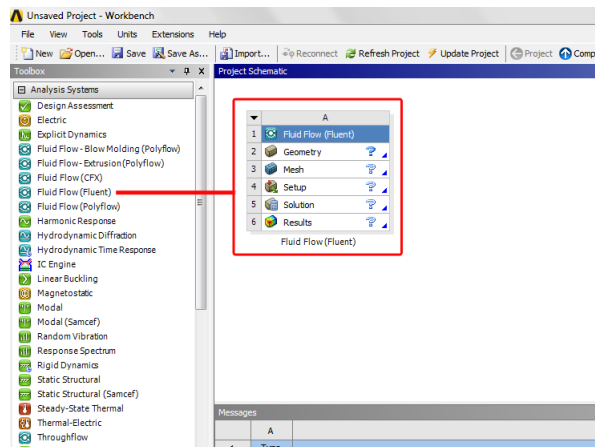 Unsaved Project - Workbench
File View Tools Units Extensions Help
New Open... Save Save As... Import... Reconnect Refresh Project Update Project Project Comp
Toolbox
Project Schematic
Analysis Systems
Design Assessment
Electric
Explicit Dynamics
Fluid Flow - Blow Molding (Polyflow)
Fluid Flow - Extrusion (Polyflow)
Fluid Flow (CFX)
Fluid Flow (Fluent)
Fluid Flow (Polyflow)
Harmonic Response
Hydrodynamic Diffraction
Hydrodynamic Time Response
IC Engine
Linear Buckling
Magnetostatic
Modal
Modal (Samcef)
Random Vibration
Response Spectrum
Rigid Dynamics
Static Structural
Static Structural (Samcef)
Steady-State Thermal
Thermal-Electric
Throughflow
A
1 Fluid Flow (Fluent)
2 Geometry ?
3 Mesh ?
4 Setup ?
5 Solution ?
6 Results ?
Fluid Flow (Fluent)
Messages
A
1 Type